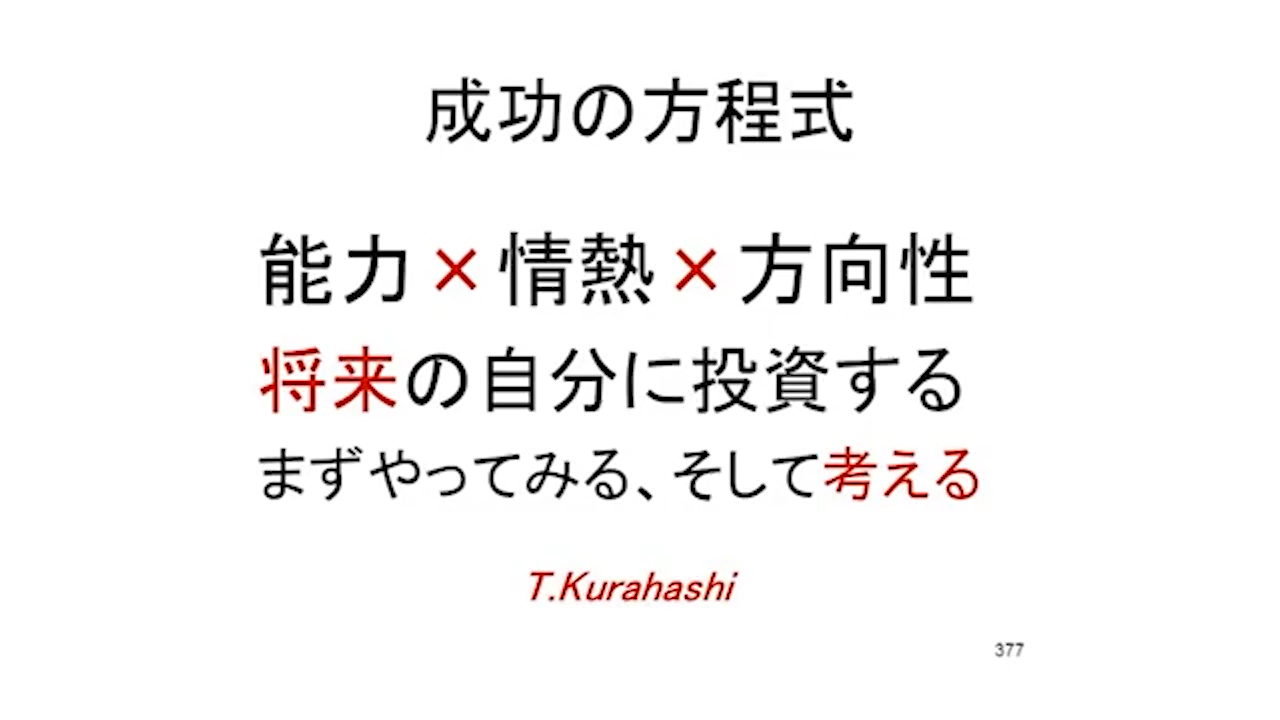 成功の方程式
能力×情熱×方向性
将来の自分に投資する
まずやってみる、そして考える
T.Kurahashi
377